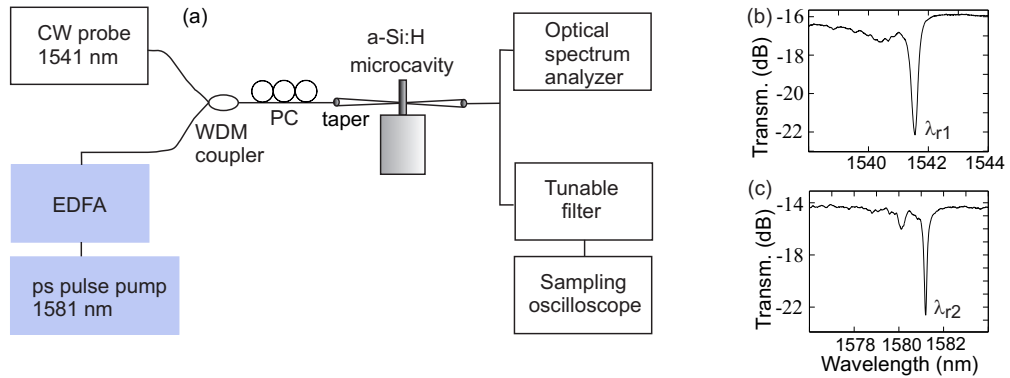 (a)
CW probe
1541 nm
WDM
coupler
PC
taper
a-Si:H
microcavity
Optical
spectrum
analyzer
EDFA
ps pulse pump
1581 nm
Tunable
filter
Sampling
oscilloscope
(b)
Transm. (dB)
-16
-18
-20
-22
λr1
1540 1542 1544
(c)
Transm. (dB)
-14
-18
-22
λr2
1578 1580 1582
Wavelength (nm)